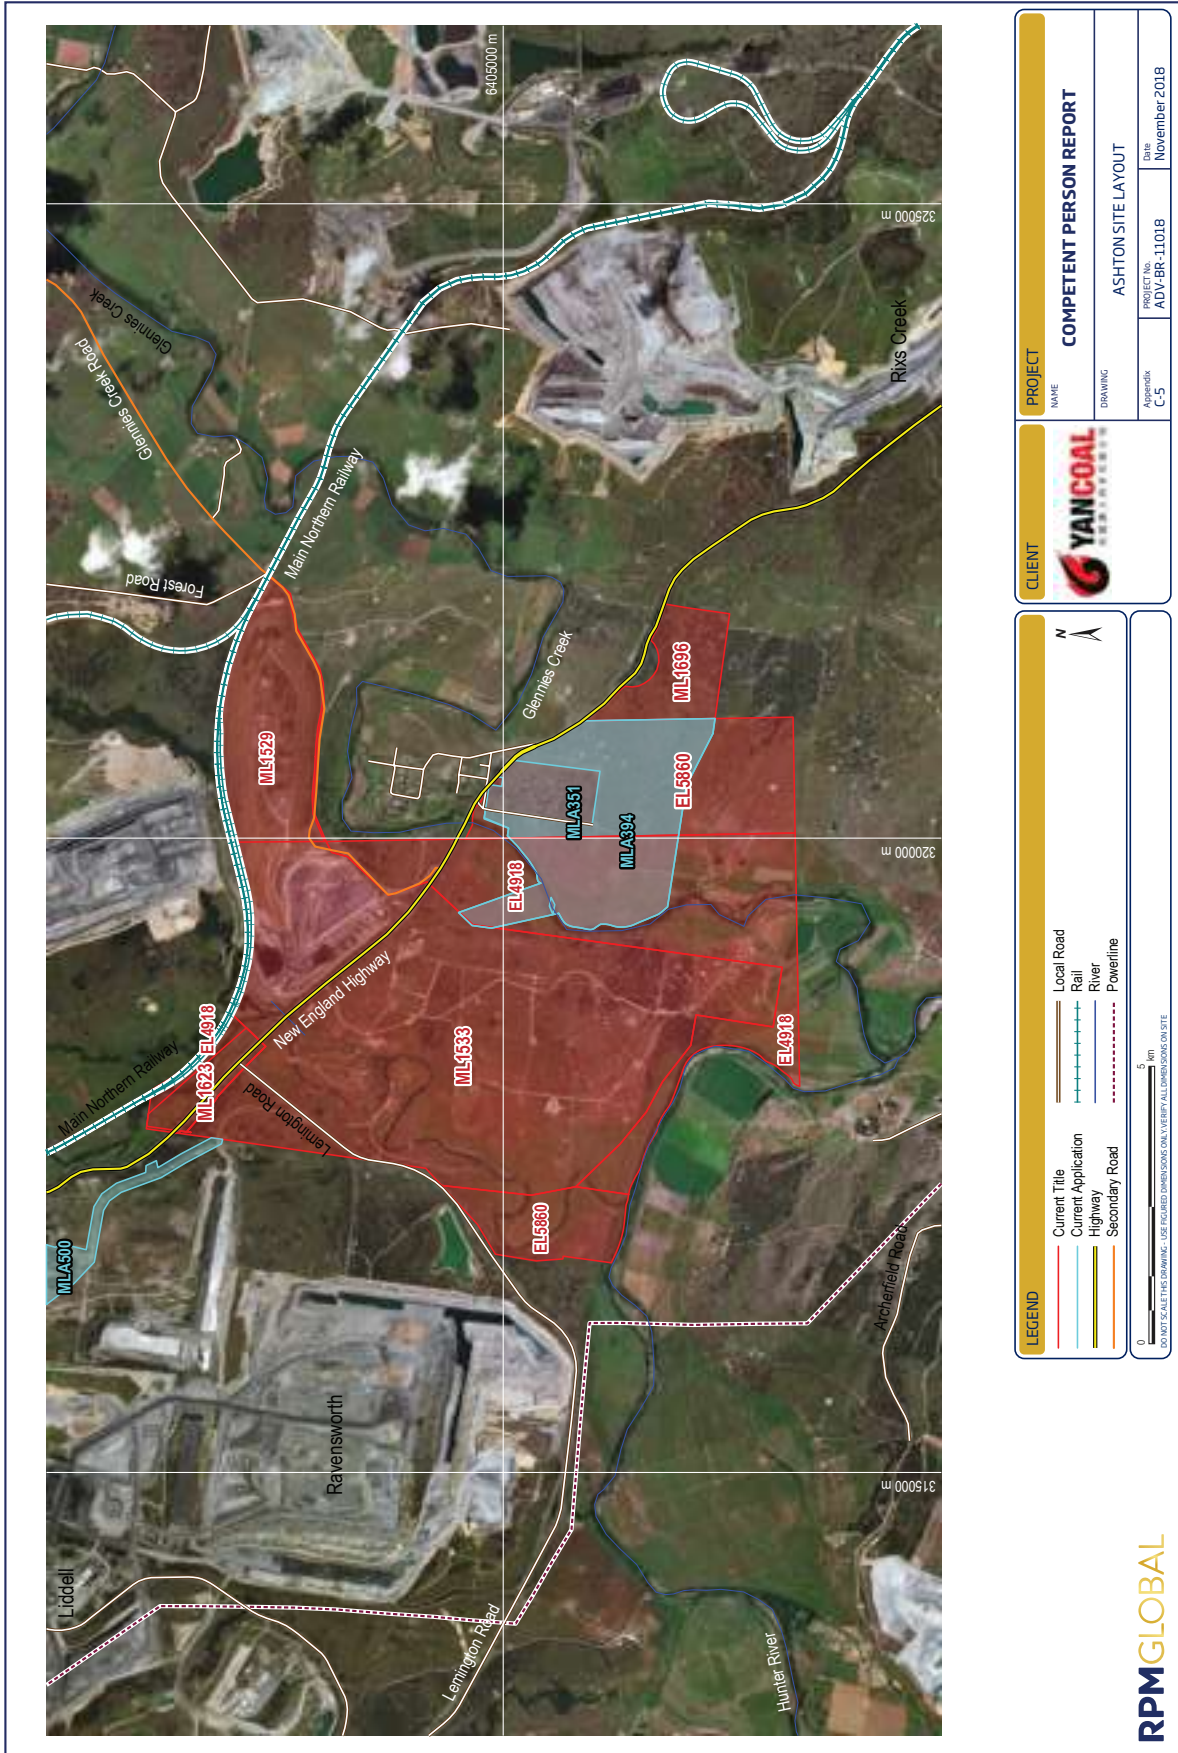 Liddell
Ravensworth
MLA500
Main Northern Railway
ML1623
EL4918
Lemington Road
New England Highway
ML1529
Forest Road
Main Northern Railway
Glennies Creek Road
Glennies Creek
6405000 m
Lemington Road
EL5860
ML1533
EL4918
MLA351
MLA394
EL5860
ML1696
Glennies Creek
EL4918
Rixs Creek
Hunter River
Archerfield Road
315000 m
320000 m
325000 m
RPMGLOBAL
LEGEND
Current Title
Current Application
Highway
Secondary Road
Local Road
Rail
River
Powerline
N
0
5
km
DO NOT SCALE THIS DRAWING - USE FIGURED DIMENSIONS ONLY. VERIFY ALL DIMENSIONS ON SITE
CLIENT
YANCOAL
PROJECT
NAME
COMPETENT PERSON REPORT
DRAWING
ASHTON SITE LAYOUT
Appendix
C-5
PROJECT No.
ADV-BR-11018
Date
November 2018